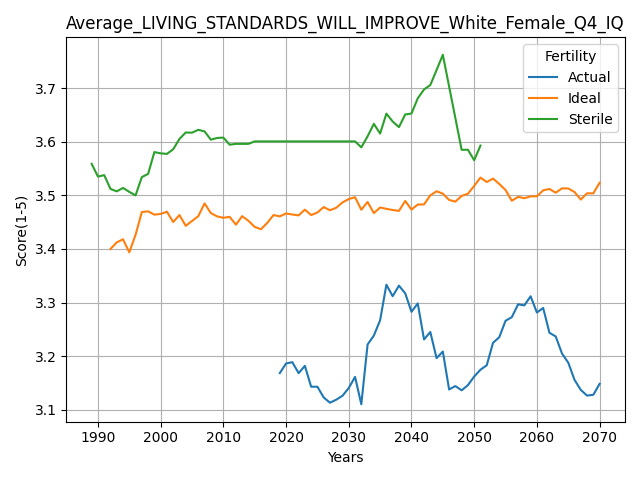 Average_LIVING_STANDARDS_WILL_IMPROVE_White_Female_Q4_IQ
Fertility
Actual
Ideal
Sterile
Score(1-5)
3.7
3.6
3.5
3.4
3.3
3.2
3.1
1990 2000 2010 2020 2030 2040 2050 2060 2070
Years